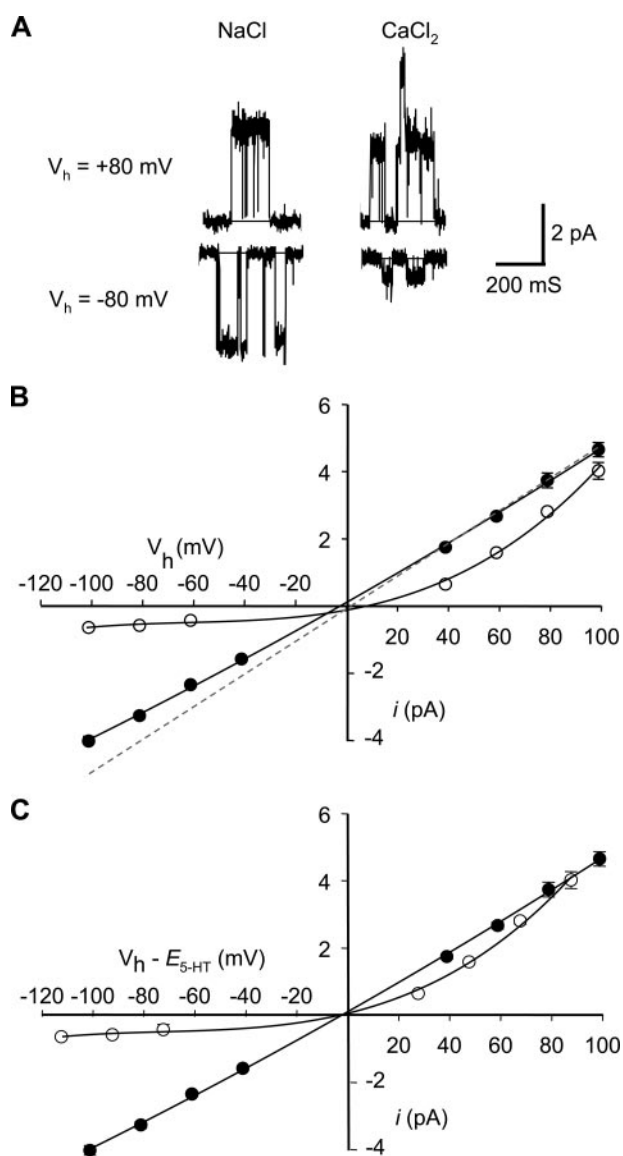 A
NaCl CaCl2
Vh = +80 mV
2 pA
200 mS
Vh = -80 mV
B
6
4
2
Vh (mV)
-120 -100 -80 -60 -40 -20
20 40 60 80 100
-2
i (pA)
-4
C
6
4
2
Vh - E5-HT (mV)
-120 -100 -80 -60 -40 -20
20 40 60 80 100
-2
i (pA)
-4